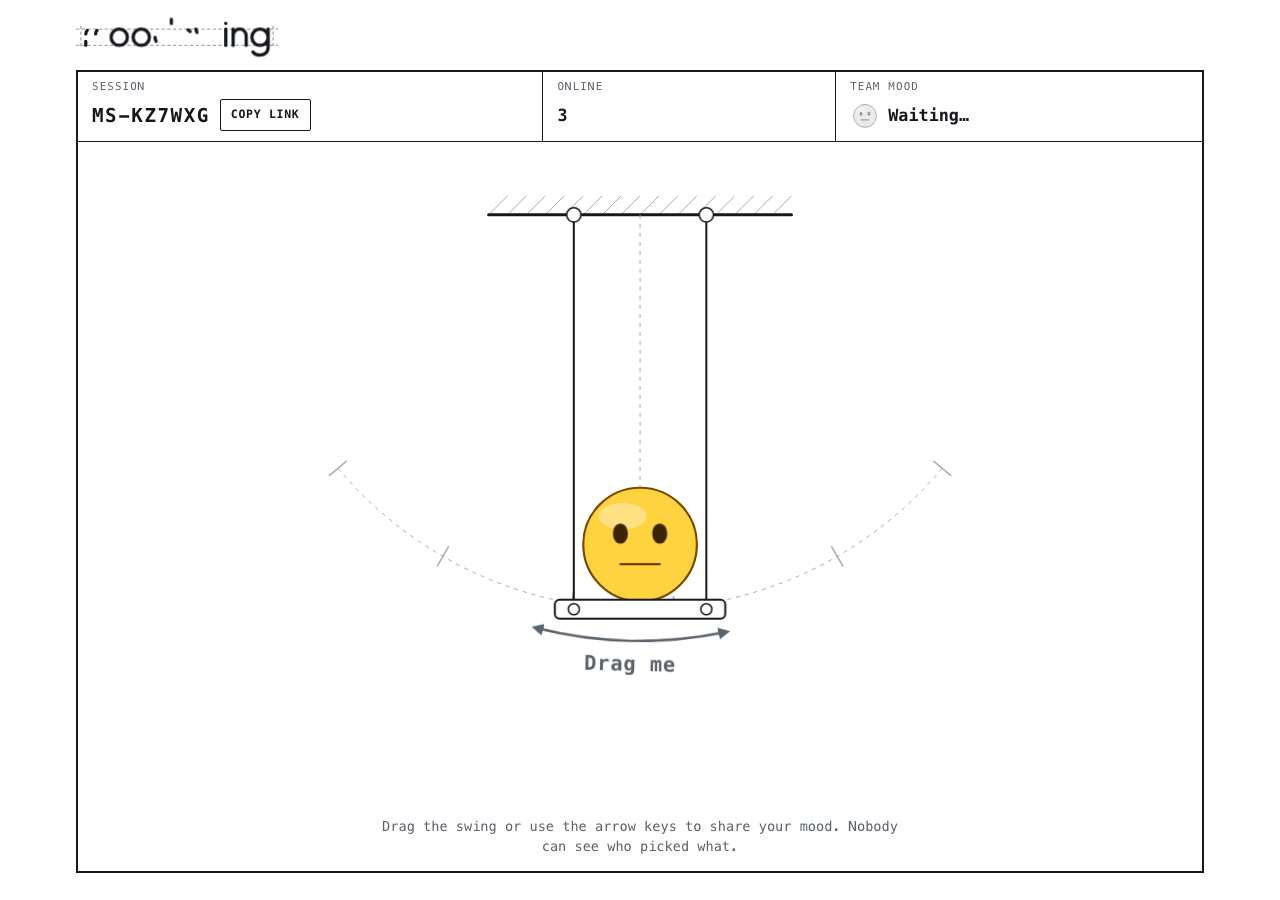 SESSION
MS-KZ7WXG
COPY LINK
ONLINE
3
TEAM MOOD
Waiting…
Drag me
Drag the swing or use the arrow keys to share your mood. Nobody
can see who picked what.